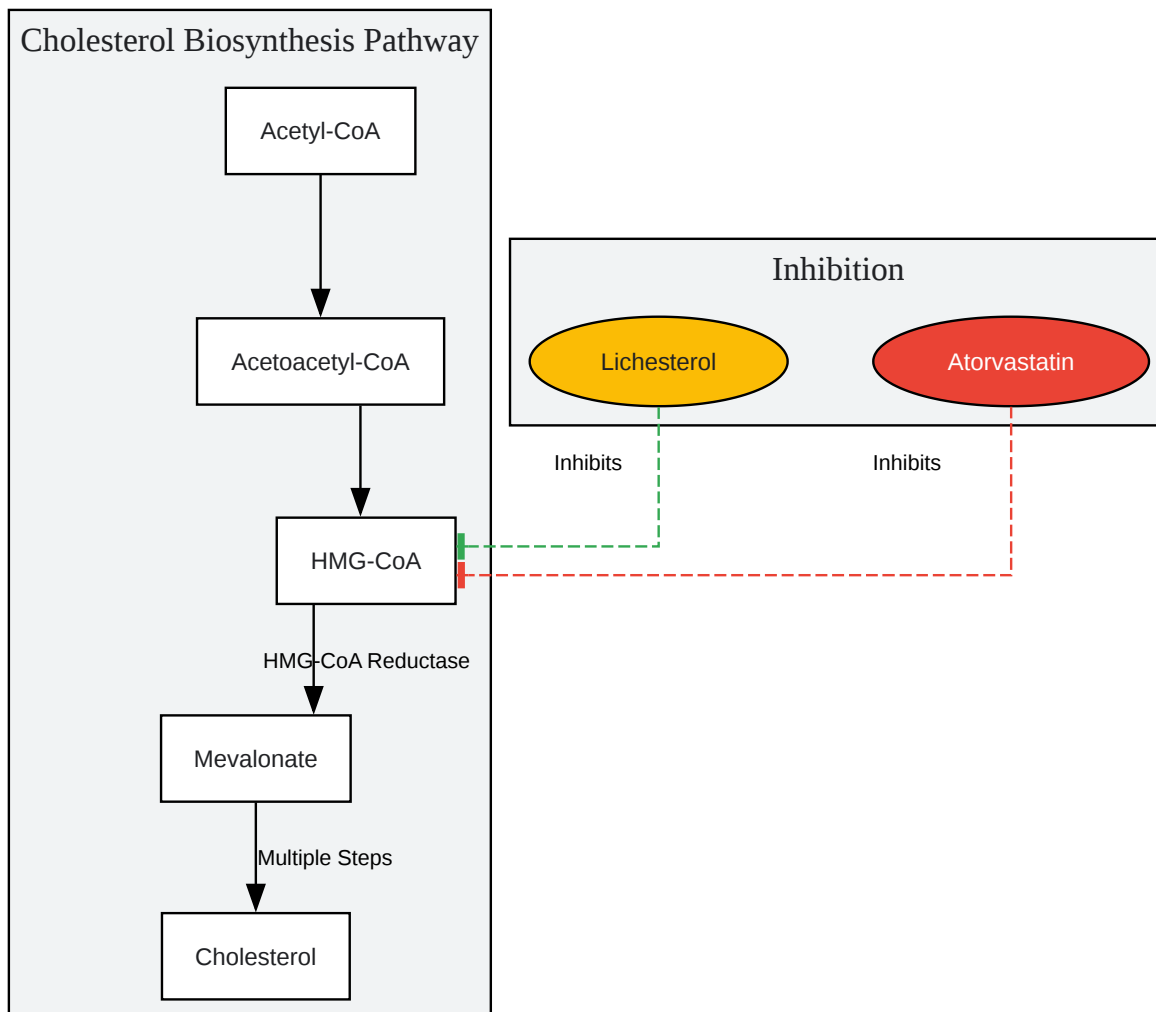 Cholesterol Biosynthesis Pathway
Acetyl-CoA
Acetoacetyl-CoA
HMG-CoA
HMG-CoA Reductase
Mevalonate
Multiple Steps
Cholesterol
Inhibition
Lichesterol
Atorvastatin
Inhibits
Inhibits